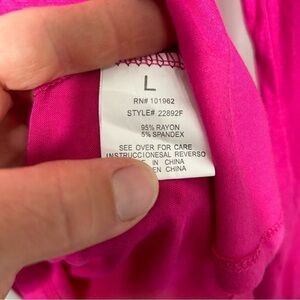 L
RN# 101962
STYLE#. 22892F
95% RAYON
5% SPANDEX
SEE OVER FOR CARE
INSTRUCCIONESAL REVERSO
IN CHINA
EN CHINA